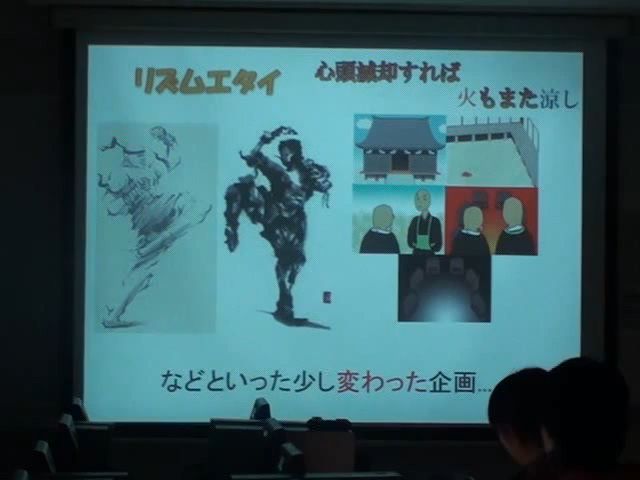 リズムエタイ
心頭滅却すれば
火もまた涼し
などといった少し変わった企画...